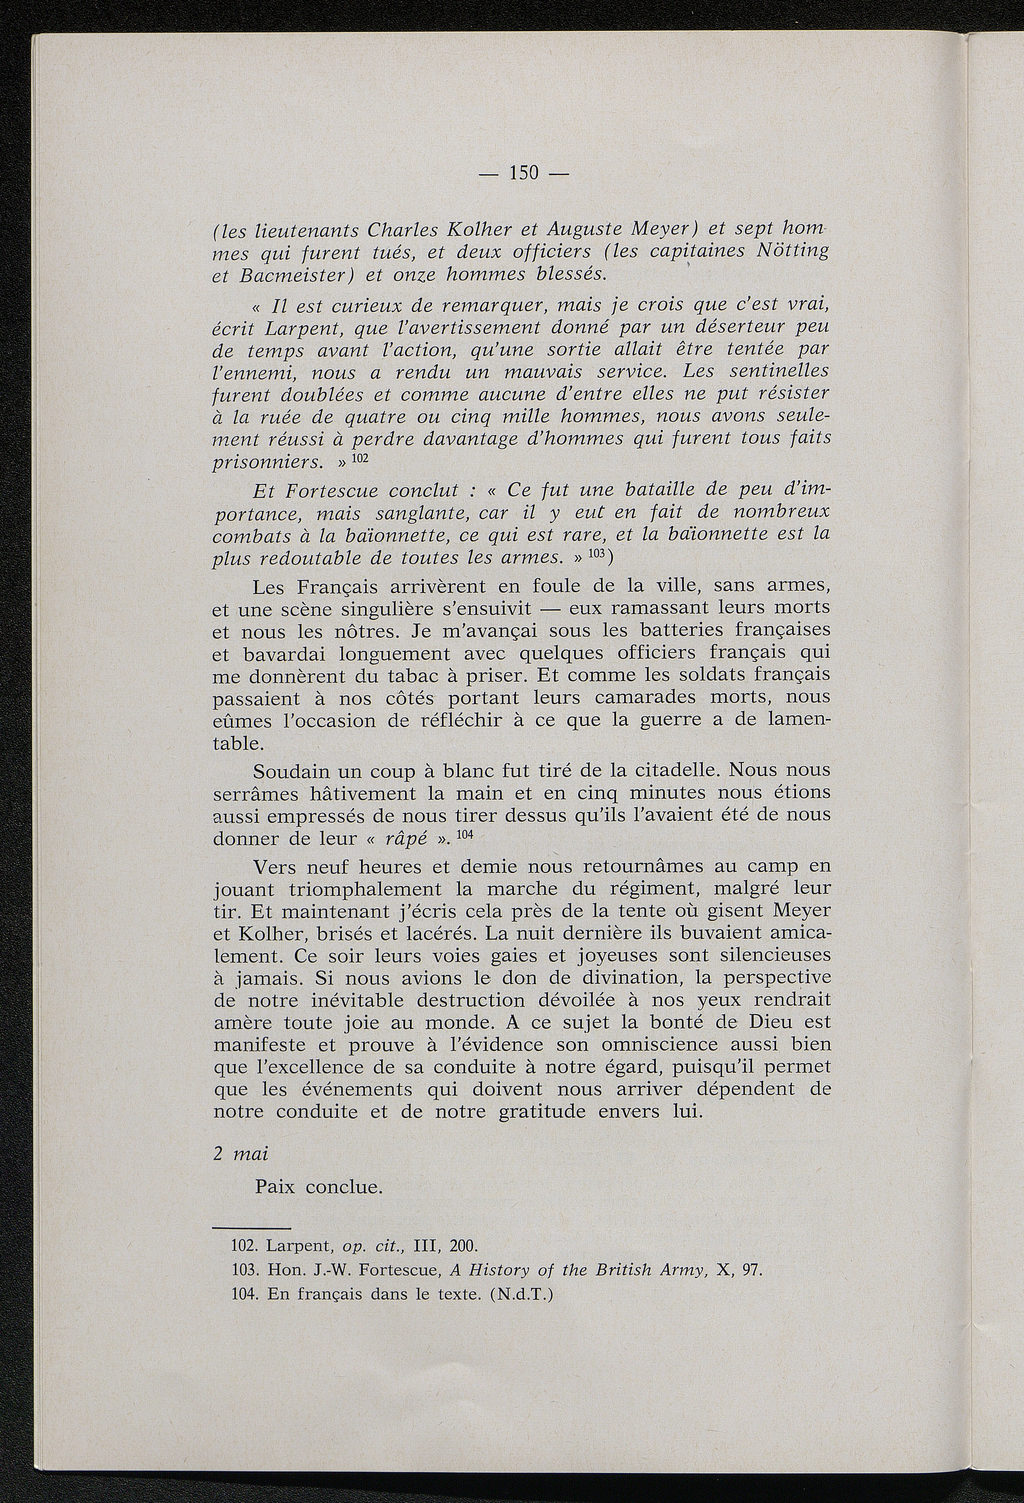 — 150 —
(les lieutenants Charles Kolher et Auguste Meyer) et sept hom-
mes qui furent tués, et deux officiers (les capitaines Nötting
et Bacmeister) et onze hommes blessés.
« Il est curieux de remarquer, mais je crois que c'est vrai,
écrit Larpent, que l'avertissement donné par un déserteur peu
de temps avant l'action, qu'une sortie allait être tentée par
l'ennemi, nous a rendu un mauvais service. Les sentinelles
furent doublées et comme aucune d'entre elles ne put résister
à la ruée de quatre ou cinq mille hommes, nous avons seule-
ment réussi à perdre davantage d'hommes qui furent tous faits
prisonniers. » 102
Et Fortescue conclut : « Ce fut une bataille de peu d'im-
portance, mais sanglante, car il y eut en fait de nombreux
combats à la baïonnette, ce qui est rare, et la baïonnette est la
plus redoutable de toutes les armes. » 103)
Les Français arrivèrent en foule de la ville, sans armes,
et une scène singulière s'ensuivit — eux ramassant leurs morts
et nous les nôtres. Je m'avançai sous les batteries françaises
et bavardai longuement avec quelques officiers français qui
me donnèrent du tabac à priser. Et comme les soldats français
passaient à nos côtés portant leurs camarades morts, nous
eûmes l'occasion de réfléchir à ce que la guerre a de lamen-
table.
Soudain un coup à blanc fut tiré de la citadelle. Nous nous
serrâmes hâtivement la main et en cinq minutes nous étions
aussi empressés de nous tirer dessus qu'ils l'avaient été de nous
donner de leur « râpé ». 104
Vers neuf heures et demie nous retournâmes au camp en
jouant triomphalement la marche du régiment, malgré leur
tir. Et maintenant j'écris cela près de la tente où gisent Meyer
et Kolher, brisés et lacérés. La nuit dernière ils buvaient amica-
lement. Ce soir leurs voies gaies et joyeuses sont silencieuses
à jamais. Si nous avions le don de divination, la perspective
de notre inévitable destruction dévoilée à nos yeux rendrait
amère toute joie au monde. A ce sujet la bonté de Dieu est
manifeste et prouve à l'évidence son omniscience aussi bien
que l'excellence de sa conduite à notre égard, puisqu'il permet
que les événements qui doivent nous arriver dépendent de
notre conduite et de notre gratitude envers lui.
2 mai
Paix conclue.
102. Larpent, op. cit., III, 200.
103. Hon. J.-W. Fortescue, A History of the British Army, X, 97.
104. En français dans le texte. (N.d.T.)